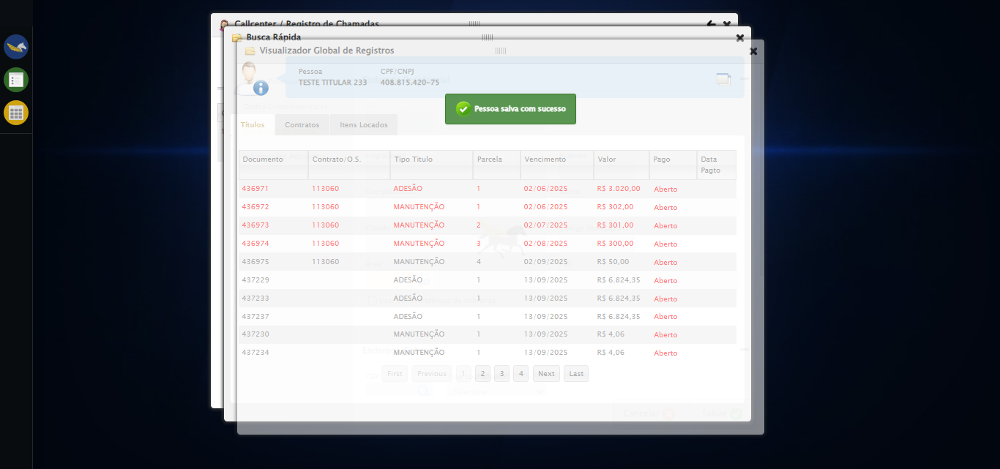 Callcenter / Registro de Chamadas
Busca Rápida
Visualizador Global de Registros
Pessoa CPF/CNPJ
TESTE TITULAR 233 408.815.420-75
Pessoa salva com sucesso
Títulos Contratos Itens Locados
Documento Contrato/O.S. Tipo Titulo Parcela Vencimento Valor Pago Data Pagto
436971 113060 ADESÃO 1 02/06/2025 R$ 3.020,00 Aberto
436972 113060 MANUTENÇÃO 1 02/06/2025 R$ 302,00 Aberto
436973 113060 MANUTENÇÃO 2 02/07/2025 R$ 301,00 Aberto
436974 113060 MANUTENÇÃO 3 02/08/2025 R$ 300,00 Aberto
436975 113060 MANUTENÇÃO 4 02/09/2025 R$ 50,00 Aberto
437229 ADESÃO 1 13/09/2025 R$ 6.824,35 Aberto
437233 ADESÃO 1 13/09/2025 R$ 6.824,35 Aberto
437237 ADESÃO 1 13/09/2025 R$ 6.824,35 Aberto
437230 MANUTENÇÃO 1 13/09/2025 R$ 4,06 Aberto
437234 MANUTENÇÃO 1 13/09/2025 R$ 4,06 Aberto
First Previous 1 2 3 4 Next Last
Cancelar Salvar